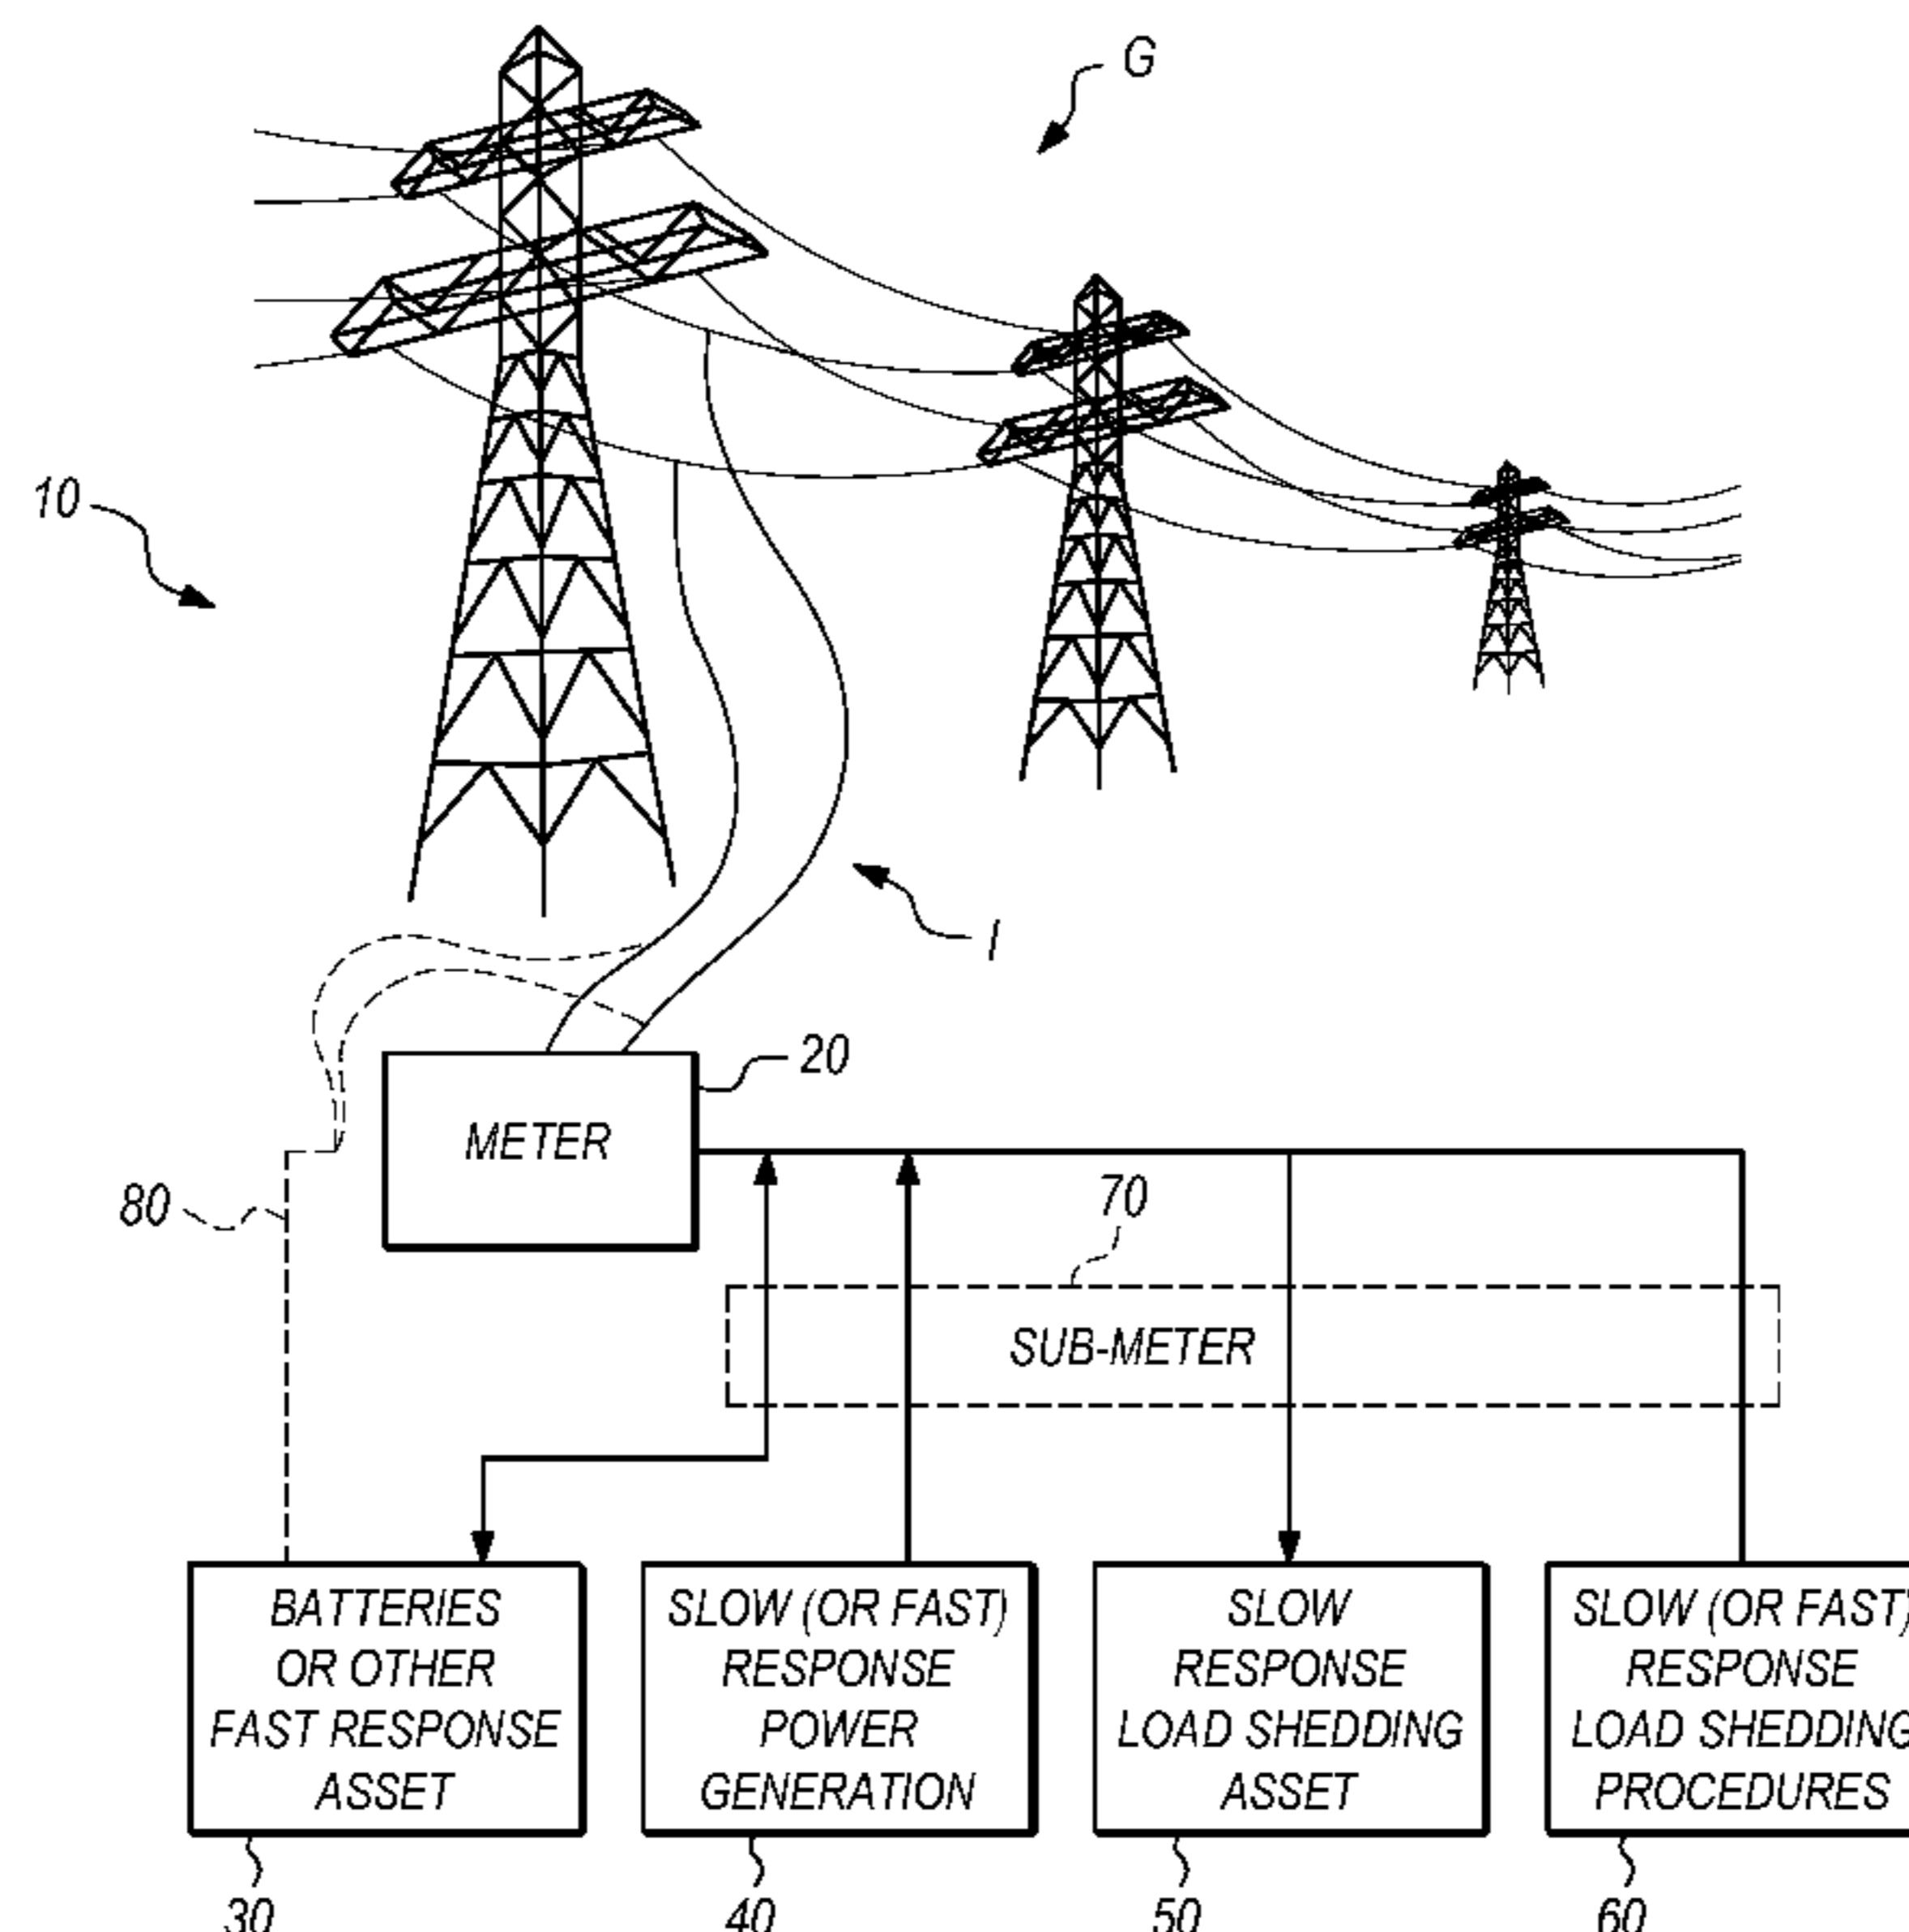 G
10
I
20
METER
80
70
SUB-METER
BATTERIES
OR OTHER
FAST RESPONSE
ASSET
SLOW (OR FAST)
RESPONSE
POWER
GENERATION
SLOW
RESPONSE
LOAD SHEDDING
ASSET
SLOW (OR FAST)
RESPONSE
LOAD SHEDDING
PROCEDURES
30
40
50
60